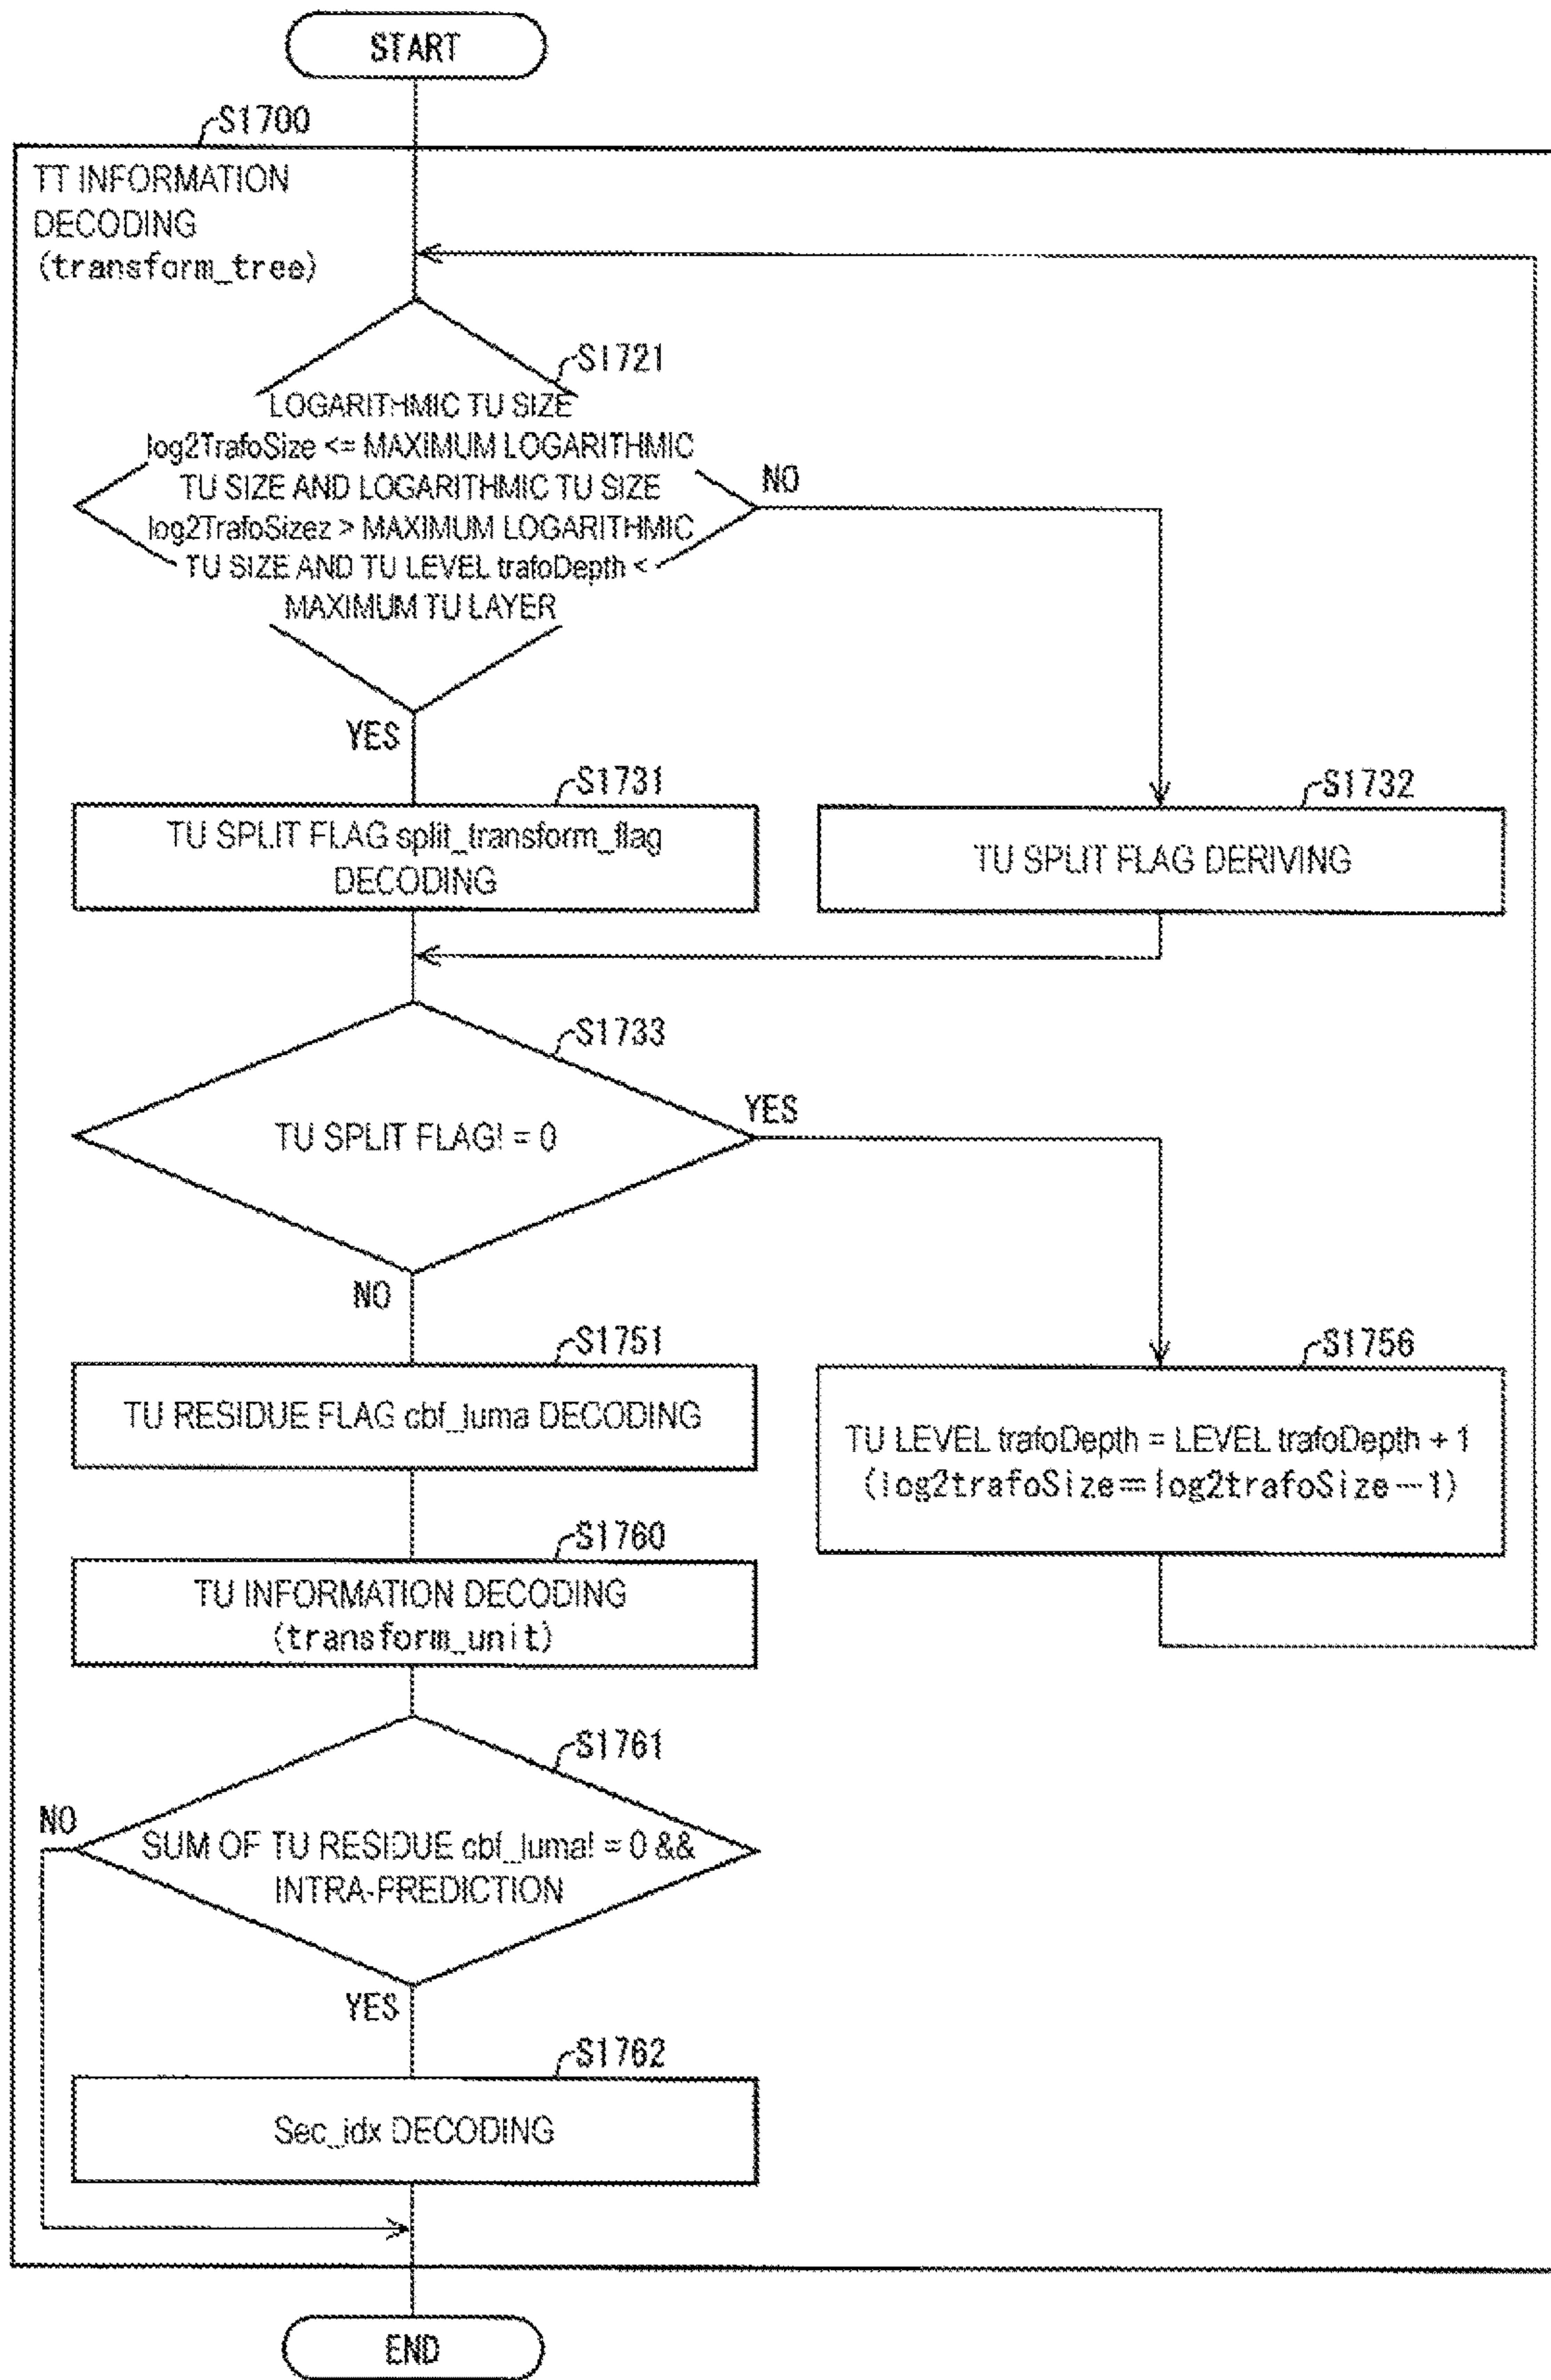 START
S1700
TT INFORMATION
DECODING
(transform_tree)
S1721
LOGARITHMIC TU SIZE
log2TrafoSize <= MAXIMUM LOGARITHMIC
TU SIZE AND LOGARITHMIC TU SIZE
log2TrafoSizez > MAXIMUM LOGARITHMIC
TU SIZE AND TU LEVEL trafoDepth <
MAXIMUM TU LAYER
NO
YES
S1731
TU SPLIT FLAG split_transform_flag
DECODING
S1732
TU SPLIT FLAG DERIVING
S1733
TU SPLIT FLAG! = 0
YES
NO
S1751
TU RESIDUE FLAG cbf_luma DECODING
S1756
TU LEVEL trafoDepth = LEVEL trafoDepth + 1
(log2trafoSize=log2trafoSize-1)
S1760
TU INFORMATION DECODING
(transform_unit)
S1761
NO
SUM OF TU RESIDUE cbf_luma! = 0 &&
INTRA-PREDICTION
YES
S1762
Sec_idx DECODING
END